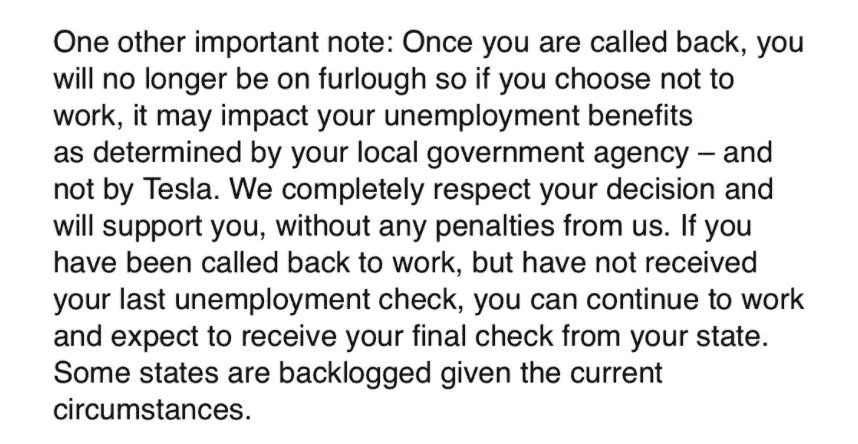 One other important note: Once you are called back, you
will no longer be on furlough so if you choose not to
work, it may impact your unemployment benefits
as determined by your local government agency – and
not by Tesla. We completely respect your decision and
will support you, without any penalties from us. If you
have been called back to work, but have not received
your last unemployment check, you can continue to work
and expect to receive your final check from your state.
Some states are backlogged given the current
circumstances.